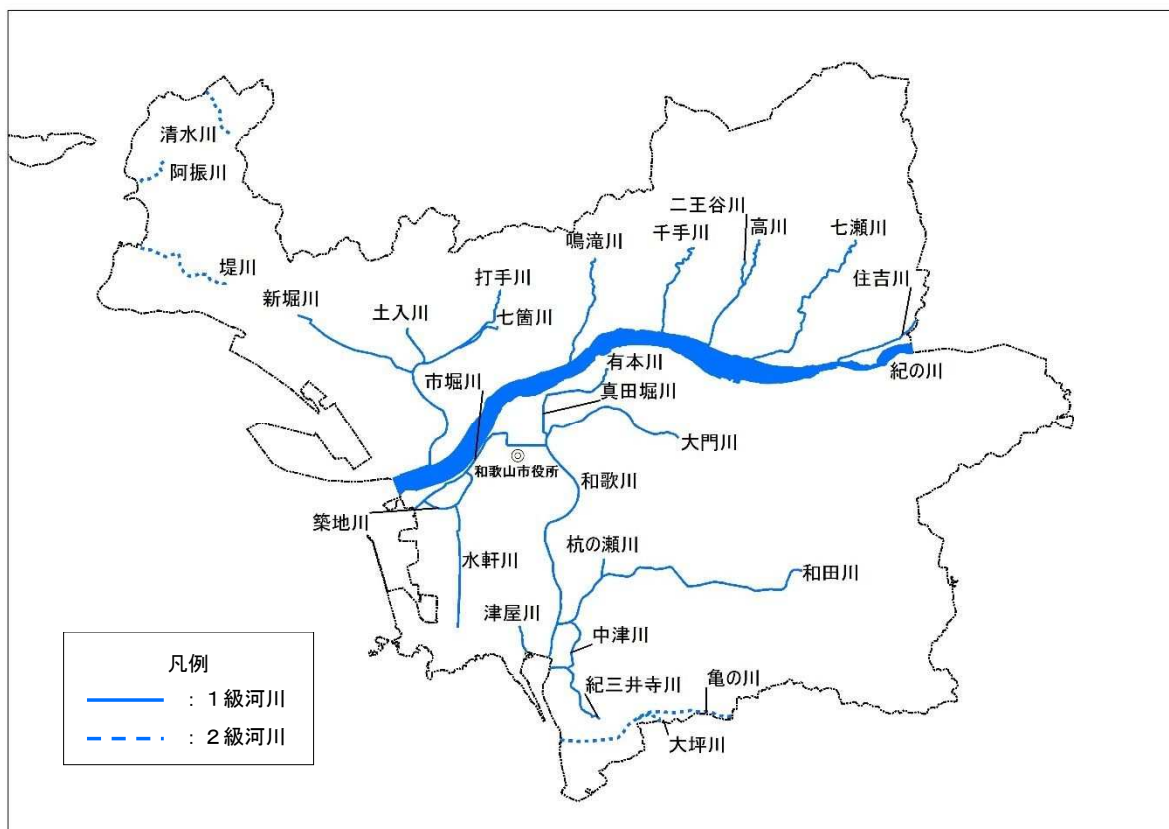 清水川
阿振川
堤川
新堀川
土入川
打手川
七箇川
鳴滝川
千手川
二王谷川
高川
七瀬川
住吉川
紀の川
市堀川
有本川
真田堀川
大門川
和歌山市役所
和歌川
築地川
水軒川
杭の瀬川
和田川
津屋川
中津川
紀三井寺川
亀の川
大坪川
凡例
:1級河川
:2級河川